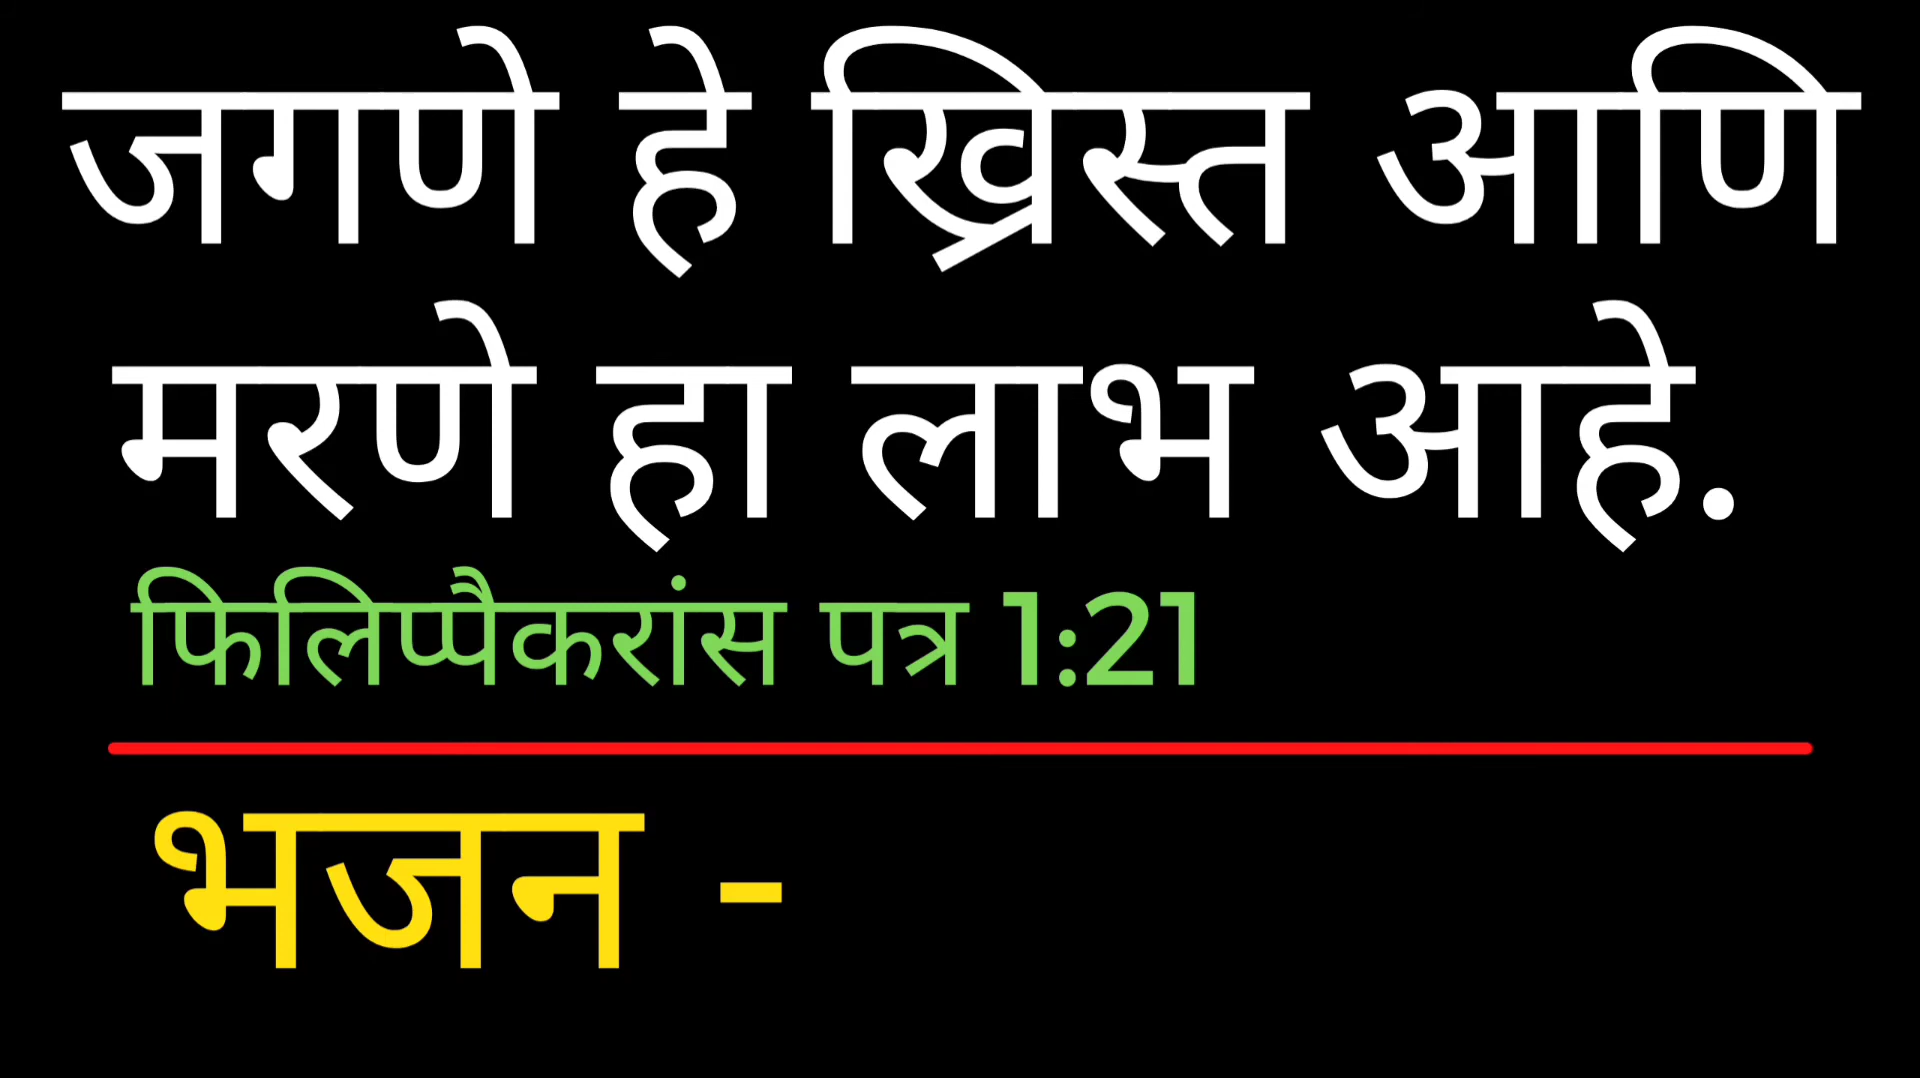 जगणे हे ख्रिस्त आणि
मरणे हा लाभ आहे.
फिलिप्पैकरांस पत्र 1:21
भजन -